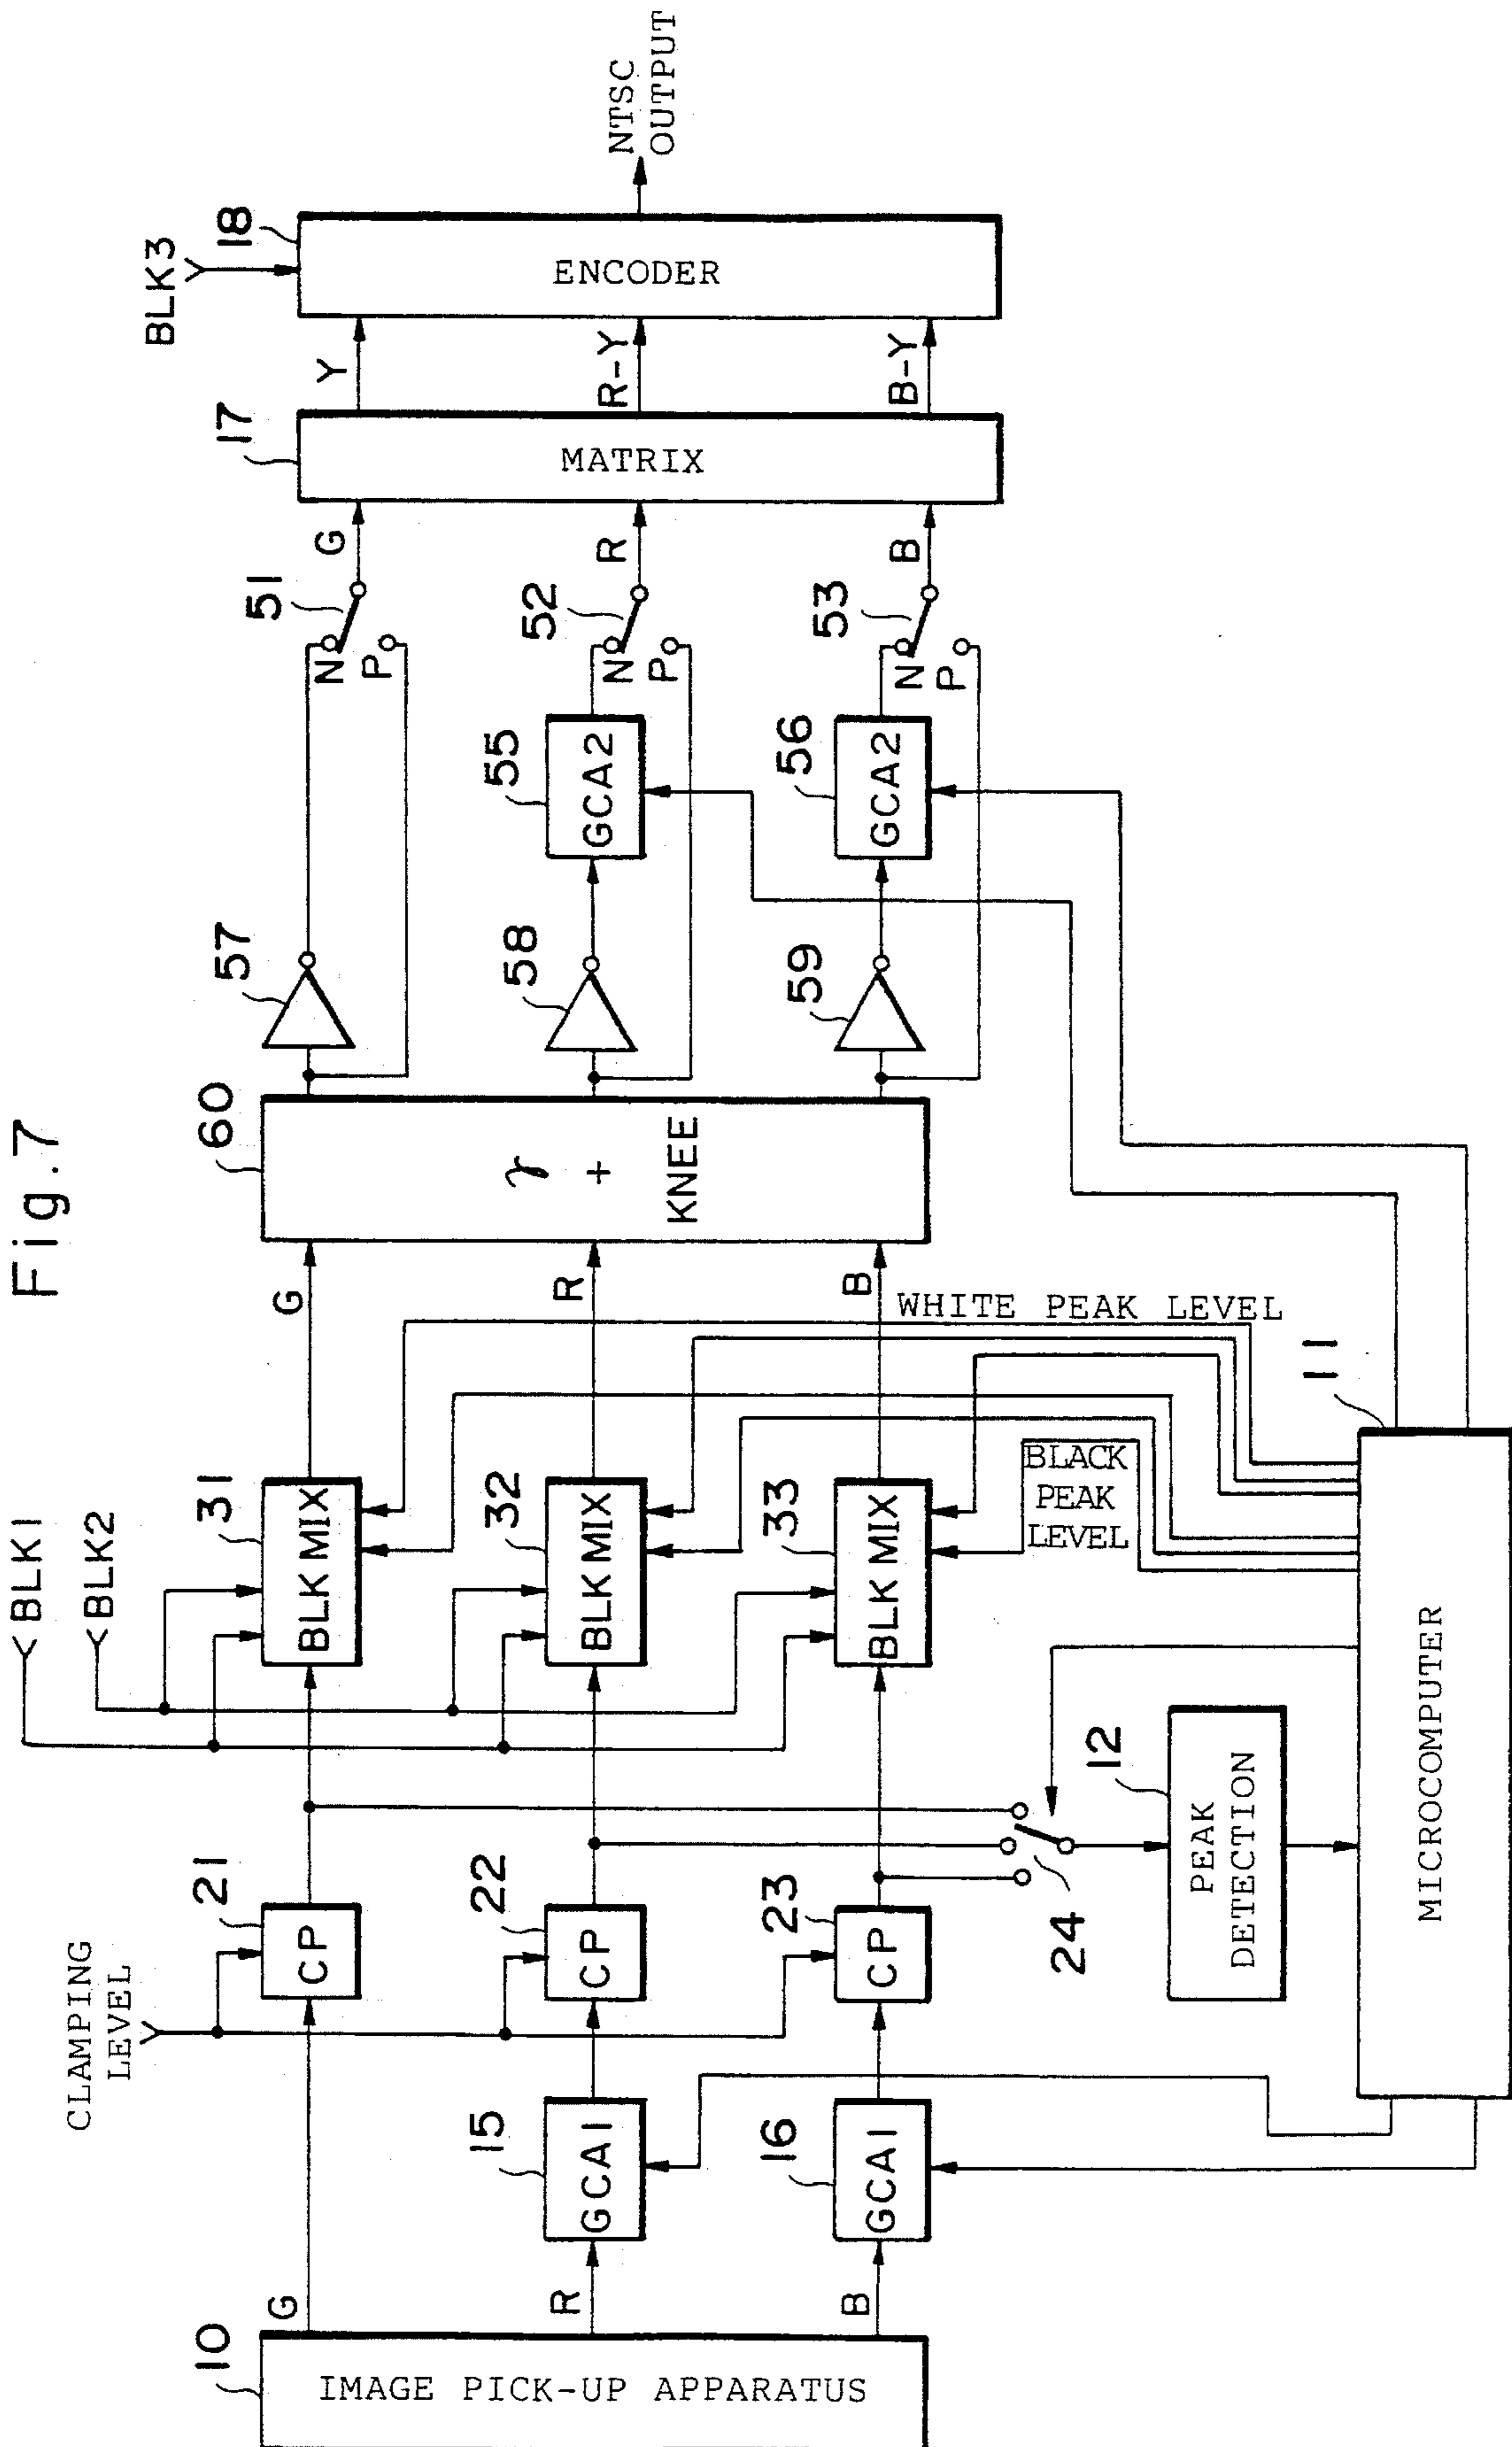 Fig.7
CLAMPING
LEVEL
<BLK1
<BLK2
BLK3
10
IMAGE PICK-UP APPARATUS
G
R
B
15
GCA1
16
GCA1
21
CP
22
CP
23
CP
24
12
PEAK
DETECTION
11
MICROCOMPUTER
31
BLK MIX
32
BLK MIX
33
BLK MIX
BLACK
PEAK
LEVEL
WHITE PEAK LEVEL
G
R
B
60
γ
+
KNEE
57
58
59
55
GCA2
56
GCA2
51
N
P
52
N
P
53
N
P
G
R
B
17
MATRIX
Y
R-Y
B-Y
18
ENCODER
NTSC
OUTPUT